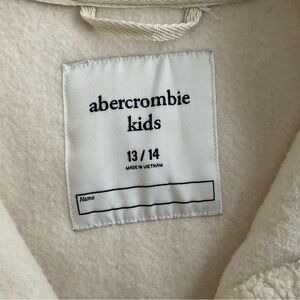 abercrombie
kids
13 / 14
MADE IN VIETNAM
Name